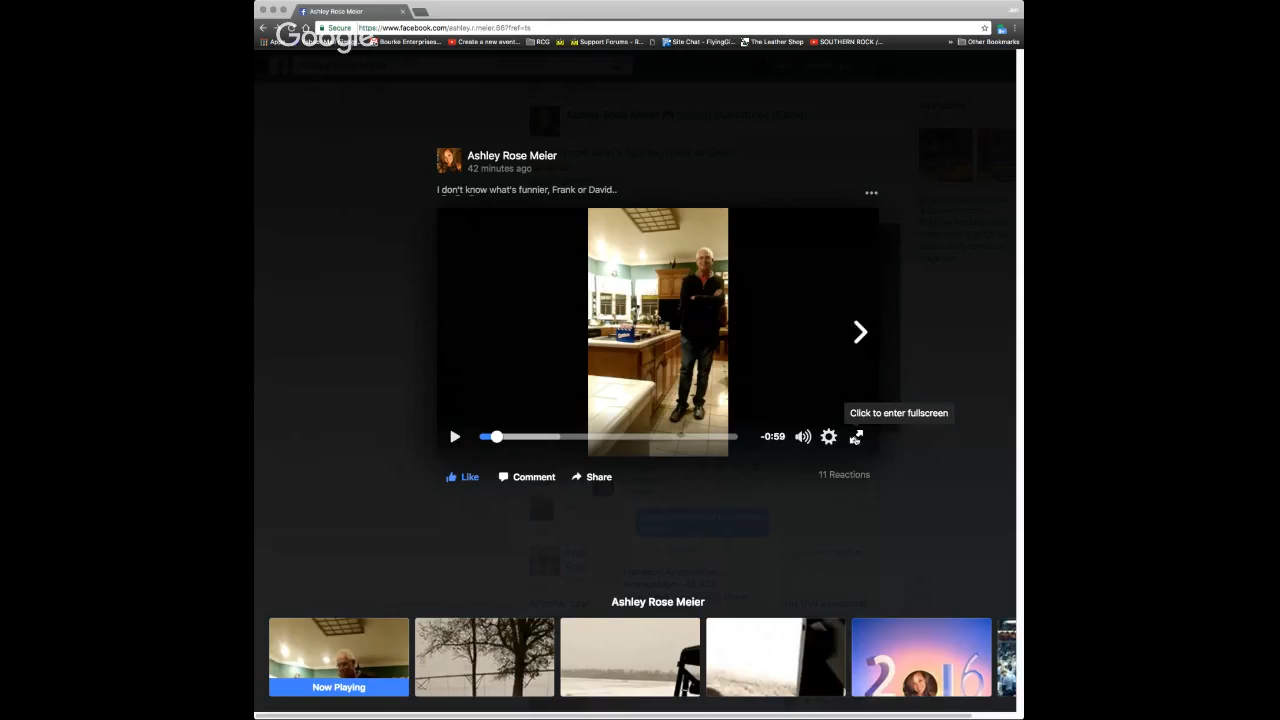 Ashley Rose Meier
Secure https://www.facebook.com/ashley.r.meier.86?fref=ts
Google
Bourke Enterprises... Create a new event... ROG Support Forums - R... Site Chat - FlyingGi... The Leather Shop SOUTHERN ROCK /... » Other Bookmarks
Ashley Rose Meier
42 minutes ago
I don't know what's funnier, Frank or David..
Click to enter fullscreen
-0:59
Like Comment Share 11 Reactions
Ashley Rose Meier
Now Playing
2 16